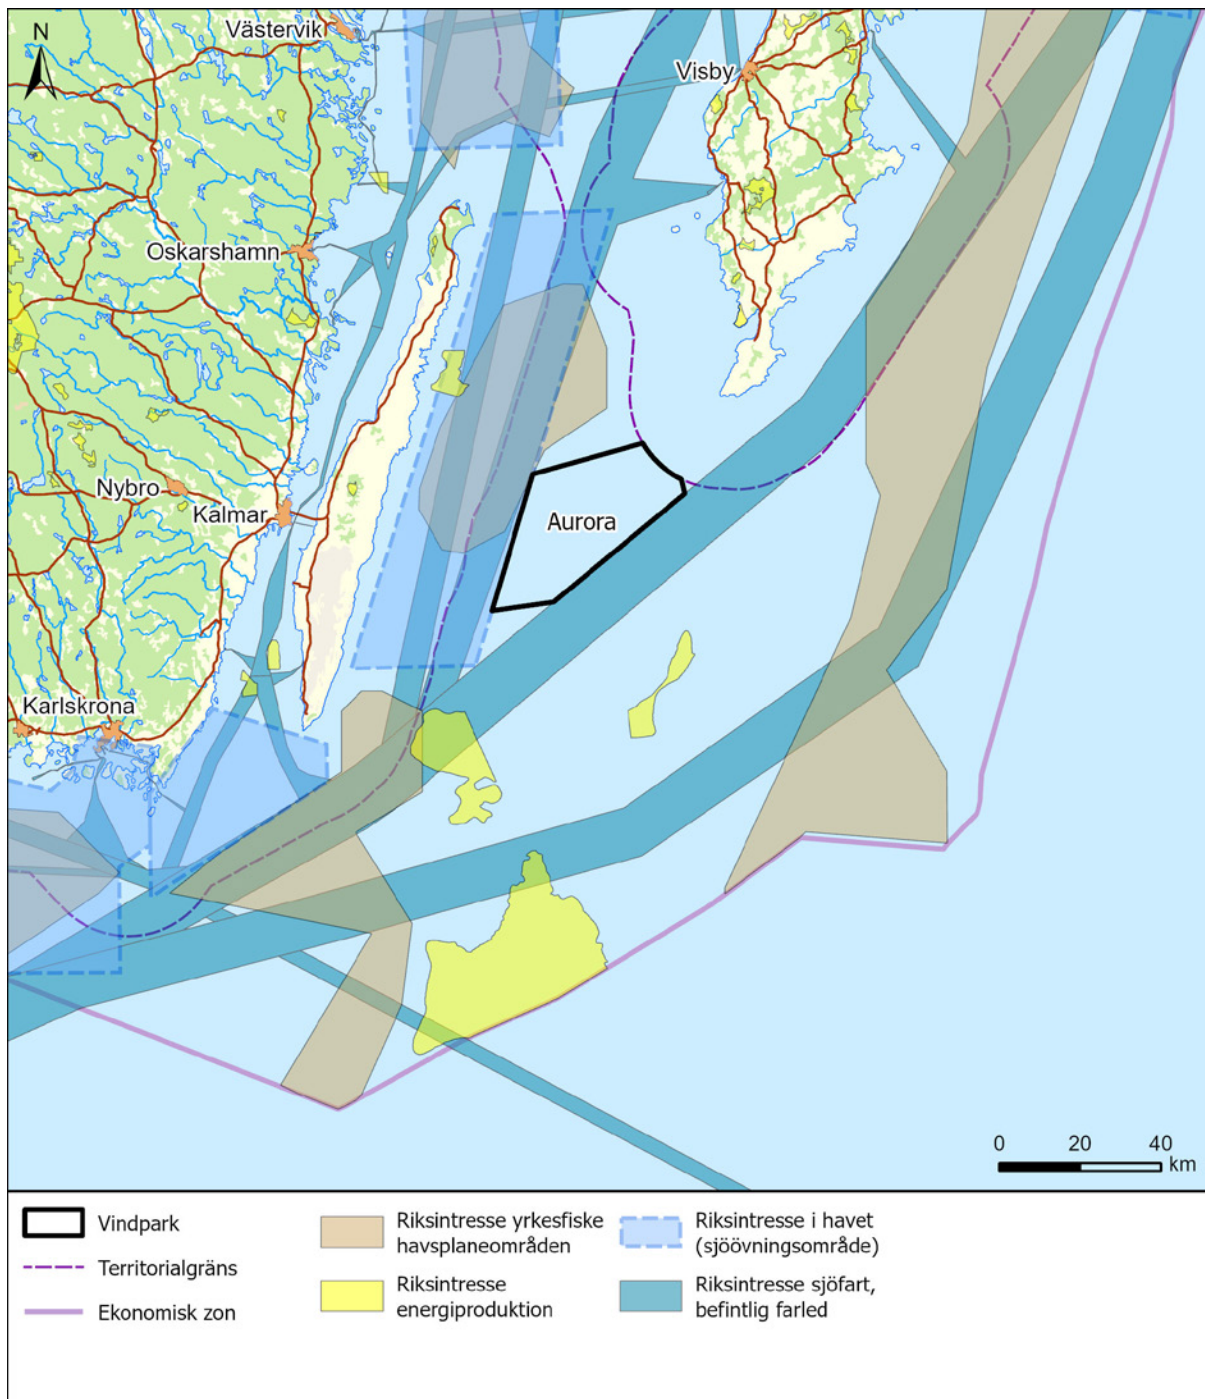 Västervik
N
Visby
Oskarshamn
Nybro
Kalmar
Aurora
Karlskrona
0 20 40
km
Vindpark
Territorialgräns
Ekonomisk zon
Riksintresse yrkesfiske
havsplaneområden
Riksintresse
energiproduktion
Riksintresse i havet
(sjöövningsområde)
Riksintresse sjöfart,
befintlig farled